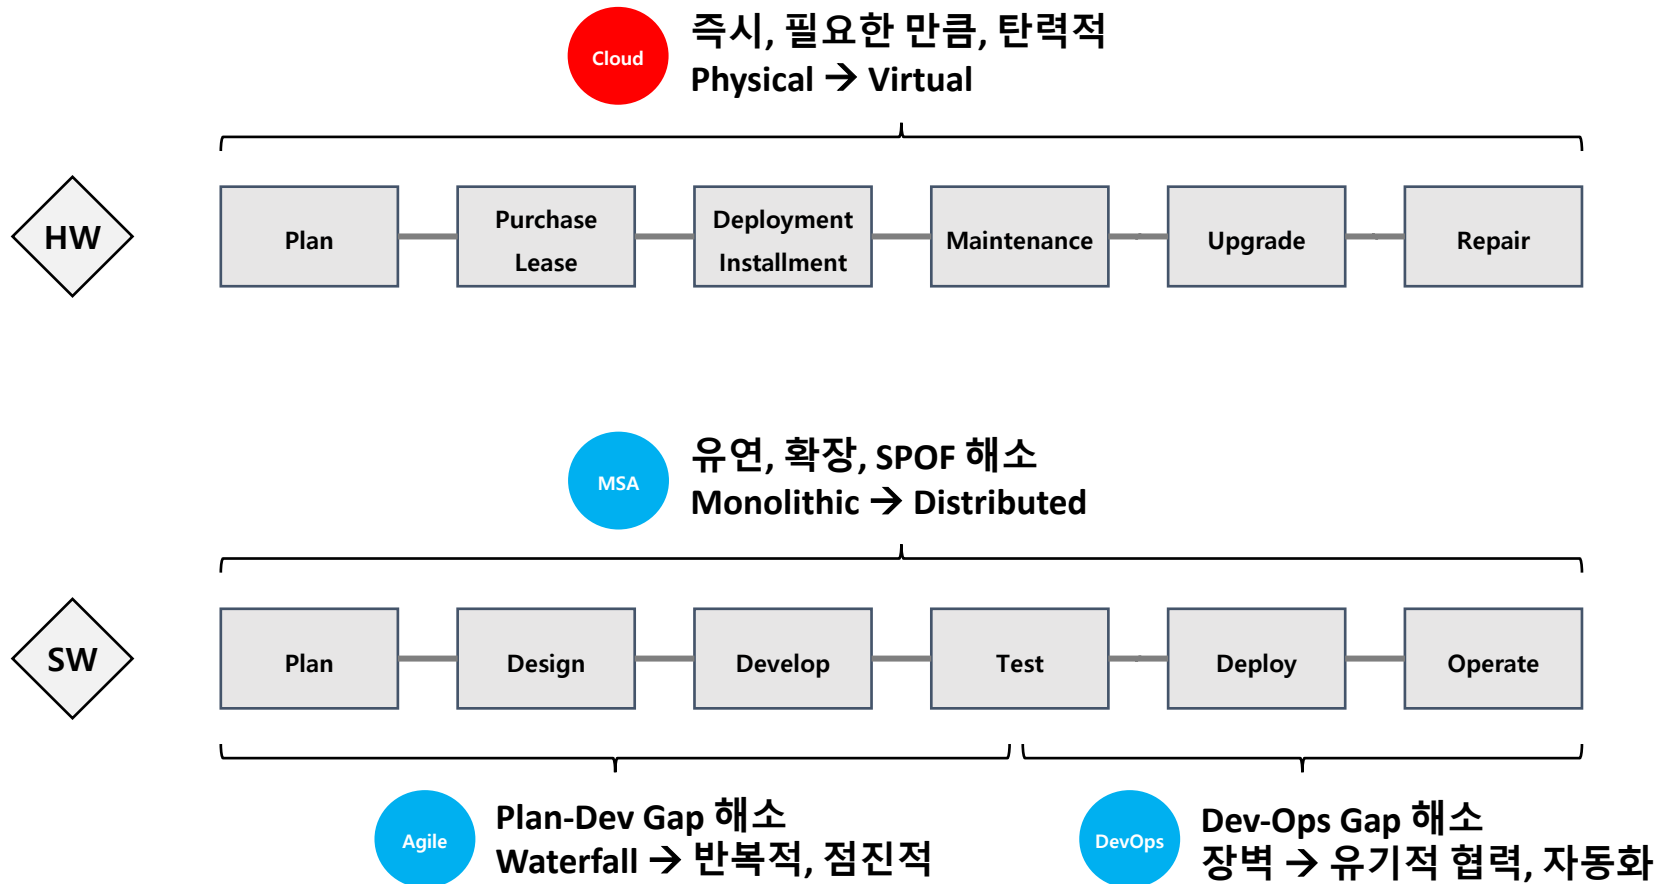 Cloud
즉시, 필요한 만큼, 탄력적
Physical → Virtual
HW
Plan
Purchase
Lease
Deployment
Installment
Maintenance
Upgrade
Repair
MSA
유연, 확장, SPOF 해소
Monolithic → Distributed
SW
Plan
Design
Develop
Test
Deploy
Operate
Agile
Plan-Dev Gap 해소
Waterfall → 반복적, 점진적
DevOps
Dev-Ops Gap 해소
장벽 → 유기적 협력, 자동화